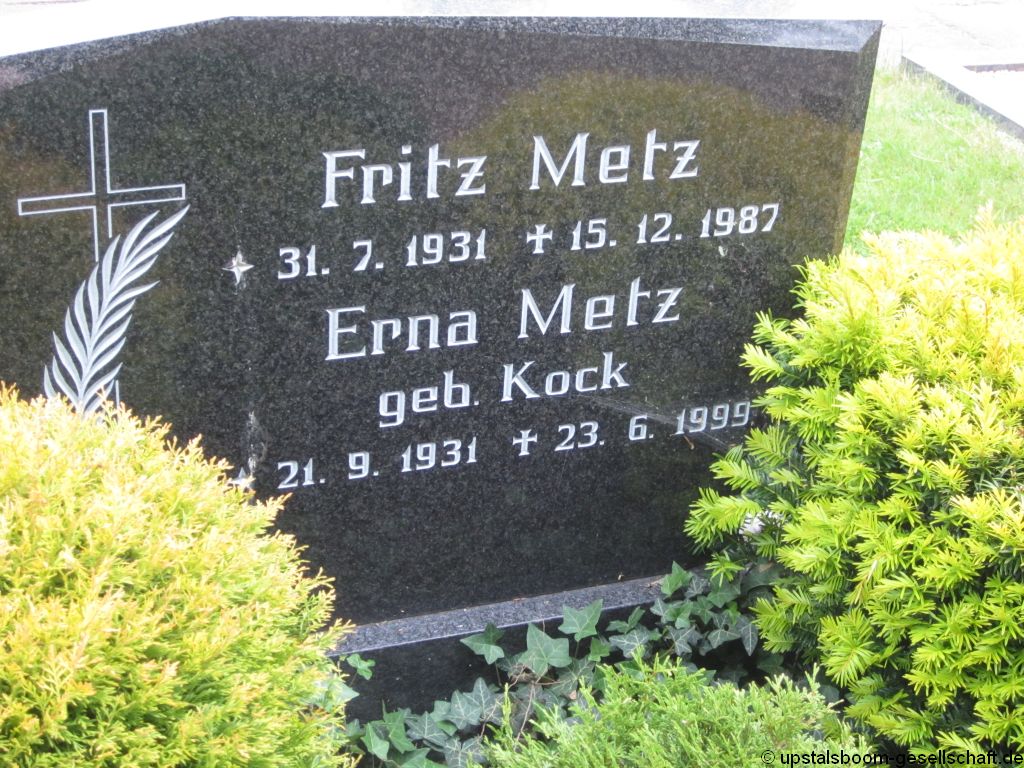 Fritz Metz
31. 7. 1931 ✝ 15. 12. 1987
Erna Metz
geb. Kock
21. 9. 1931 ✝ 23. 6. 1999
© upstalsboom-gesellschaft.de